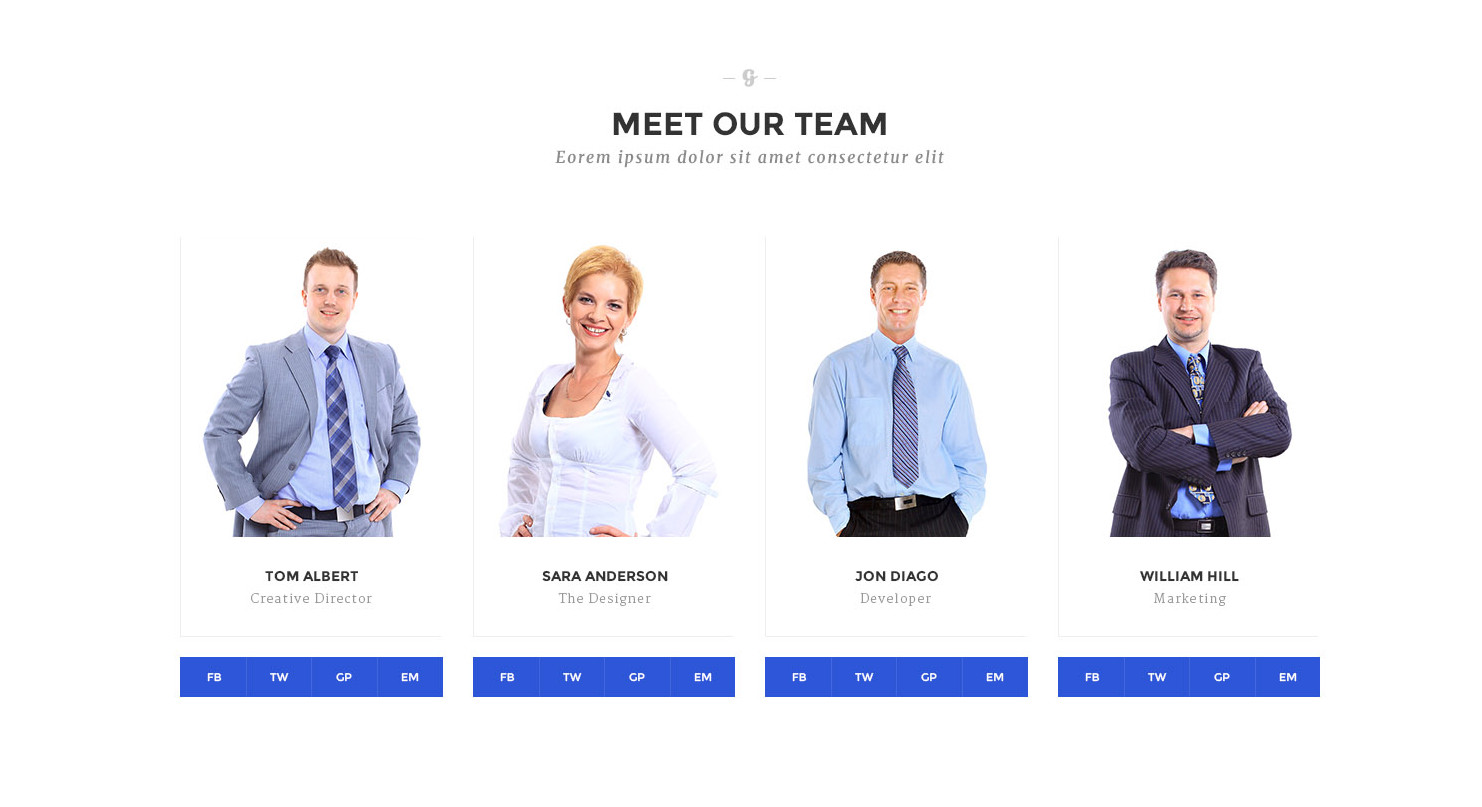 MEET OUR TEAM
Eorem ipsum dolor sit amet consectetur elit
TOM ALBERT
Creative Director
FB TW GP EM
SARA ANDERSON
The Designer
FB TW GP EM
JON DIAGO
Developer
FB TW GP EM
WILLIAM HILL
Marketing
FB TW GP EM